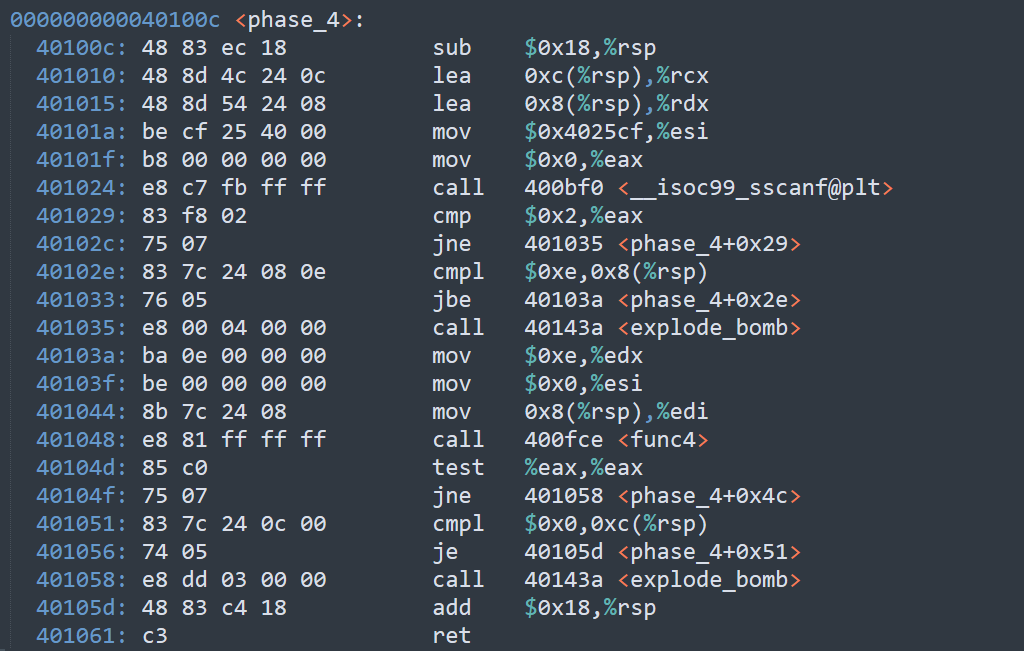 000000000040100c <phase_4>:
40100c: 48 83 ec 18 sub $0x18,%rsp
401010: 48 8d 4c 24 0c lea 0xc(%rsp),%rcx
401015: 48 8d 54 24 08 lea 0x8(%rsp),%rdx
40101a: be cf 25 40 00 mov $0x4025cf,%esi
40101f: b8 00 00 00 00 mov $0x0,%eax
401024: e8 c7 fb ff ff call 400bf0 <__isoc99_sscanf@plt>
401029: 83 f8 02 cmp $0x2,%eax
40102c: 75 07 jne 401035 <phase_4+0x29>
40102e: 83 7c 24 08 0e cmpl $0xe,0x8(%rsp)
401033: 76 05 jbe 40103a <phase_4+0x2e>
401035: e8 00 04 00 00 call 40143a <explode_bomb>
40103a: ba 0e 00 00 00 mov $0xe,%edx
40103f: be 00 00 00 00 mov $0x0,%esi
401044: 8b 7c 24 08 mov 0x8(%rsp),%edi
401048: e8 81 ff ff ff call 400fce <func4>
40104d: 85 c0 test %eax,%eax
40104f: 75 07 jne 401058 <phase_4+0x4c>
401051: 83 7c 24 0c 00 cmpl $0x0,0xc(%rsp)
401056: 74 05 je 40105d <phase_4+0x51>
401058: e8 dd 03 00 00 call 40143a <explode_bomb>
40105d: 48 83 c4 18 add $0x18,%rsp
401061: c3 ret